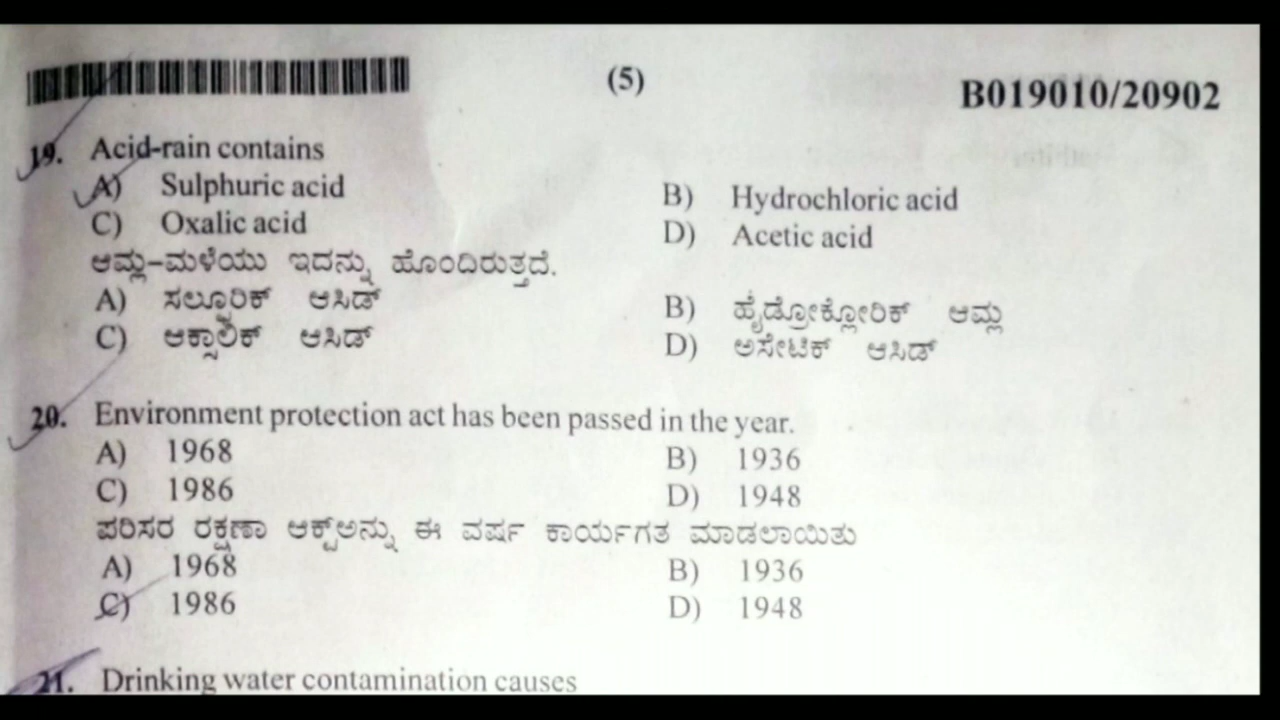 (5)
B019010/20902
19. Acid-rain contains
A) Sulphuric acid B) Hydrochloric acid
C) Oxalic acid D) Acetic acid
ಆಮ್ಲ-ಮಳೆಯು ಇದನ್ನು ಹೊಂದಿರುತ್ತದೆ.
A) ಸಲ್ಫೂರಿಕ್ ಆಸಿಡ್ B) ಹೈಡ್ರೋಕ್ಲೋರಿಕ್ ಆಮ್ಲ
C) ಆಕ್ಸಾಲಿಕ್ ಆಸಿಡ್ D) ಅಸೇಟಿಕ್ ಆಸಿಡ್
20. Environment protection act has been passed in the year.
A) 1968 B) 1936
C) 1986 D) 1948
ಪರಿಸರ ರಕ್ಷಣಾ ಆಕ್ಟ್‌ಅನ್ನು ಈ ವರ್ಷ ಕಾರ್ಯಗತ ಮಾಡಲಾಯಿತು
A) 1968 B) 1936
C) 1986 D) 1948
21. Drinking water contamination causes